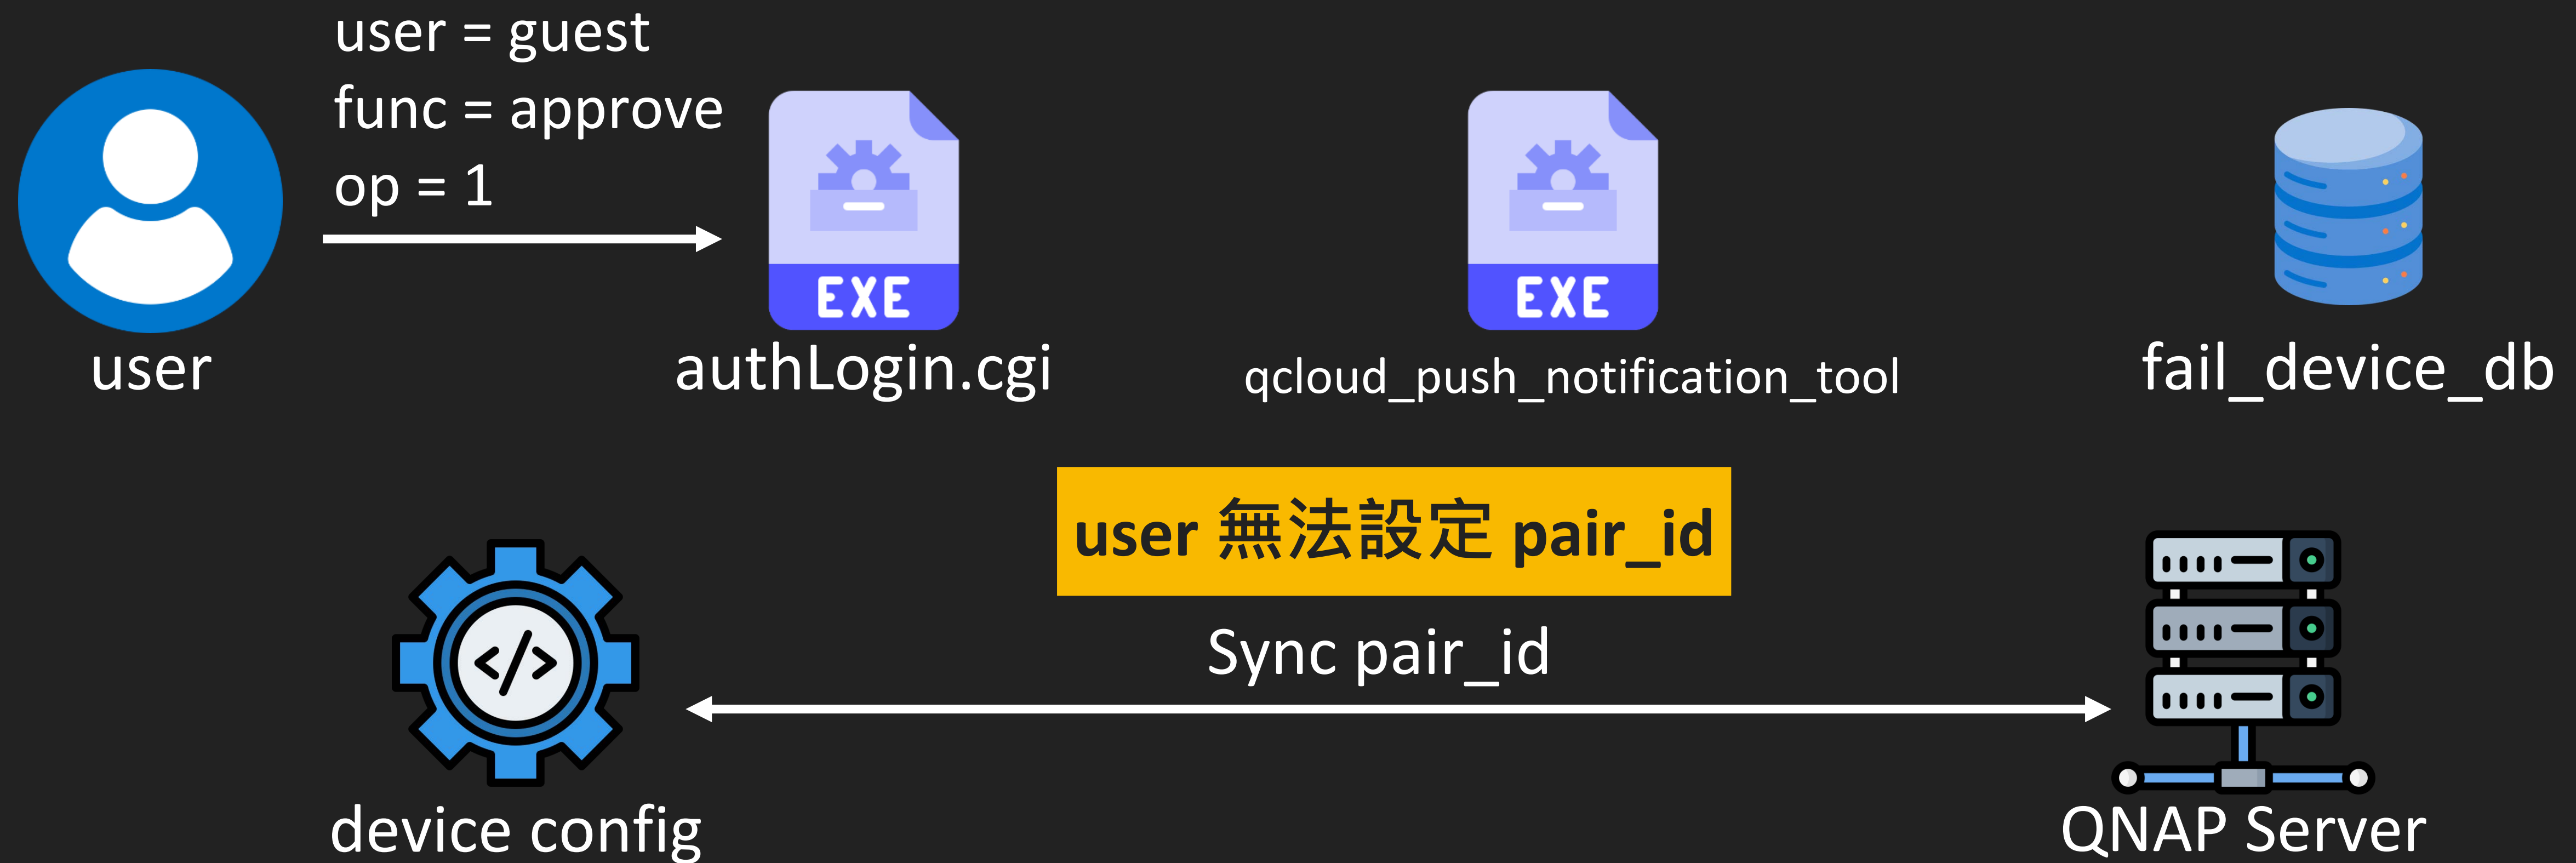 user = guest
func = approve
op = 1
EXE
EXE
user
authLogin.cgi
qcloud_push_notification_tool
fail_device_db
user 無法設定 pair_id
Sync pair_id
</>
device config
QNAP Server